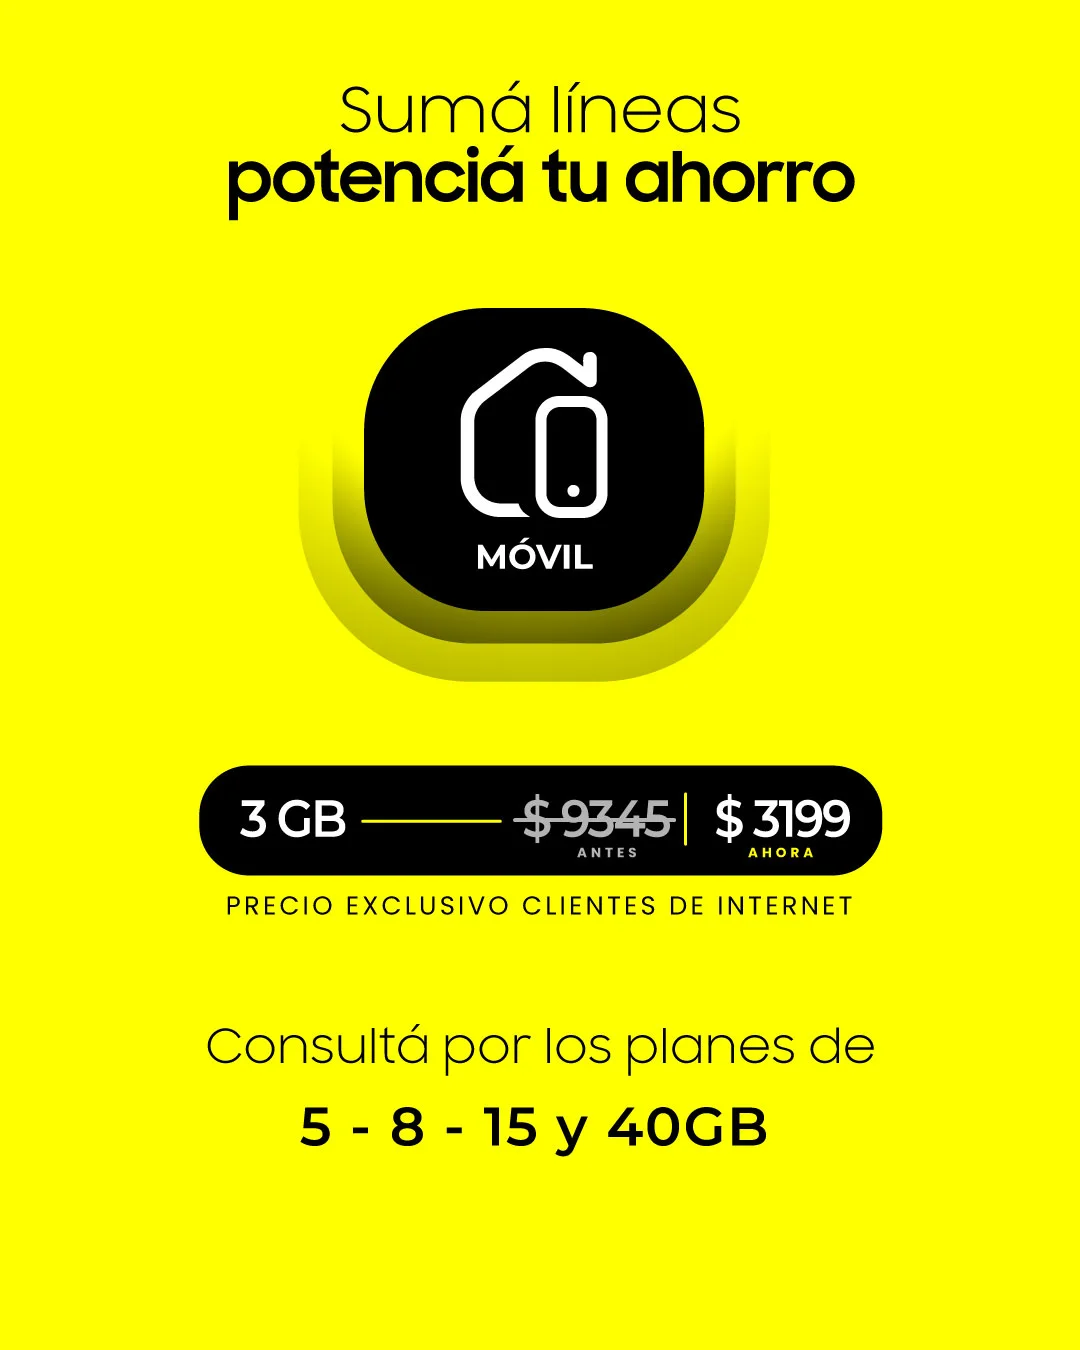 Sumá líneas
potenciá tu ahorro
MÓVIL
3 GB $ 9345 $ 3199
ANTES AHORA
PRECIO EXCLUSIVO CLIENTES DE INTERNET
Consultá por los planes de
5 - 8 - 15 y 40GB